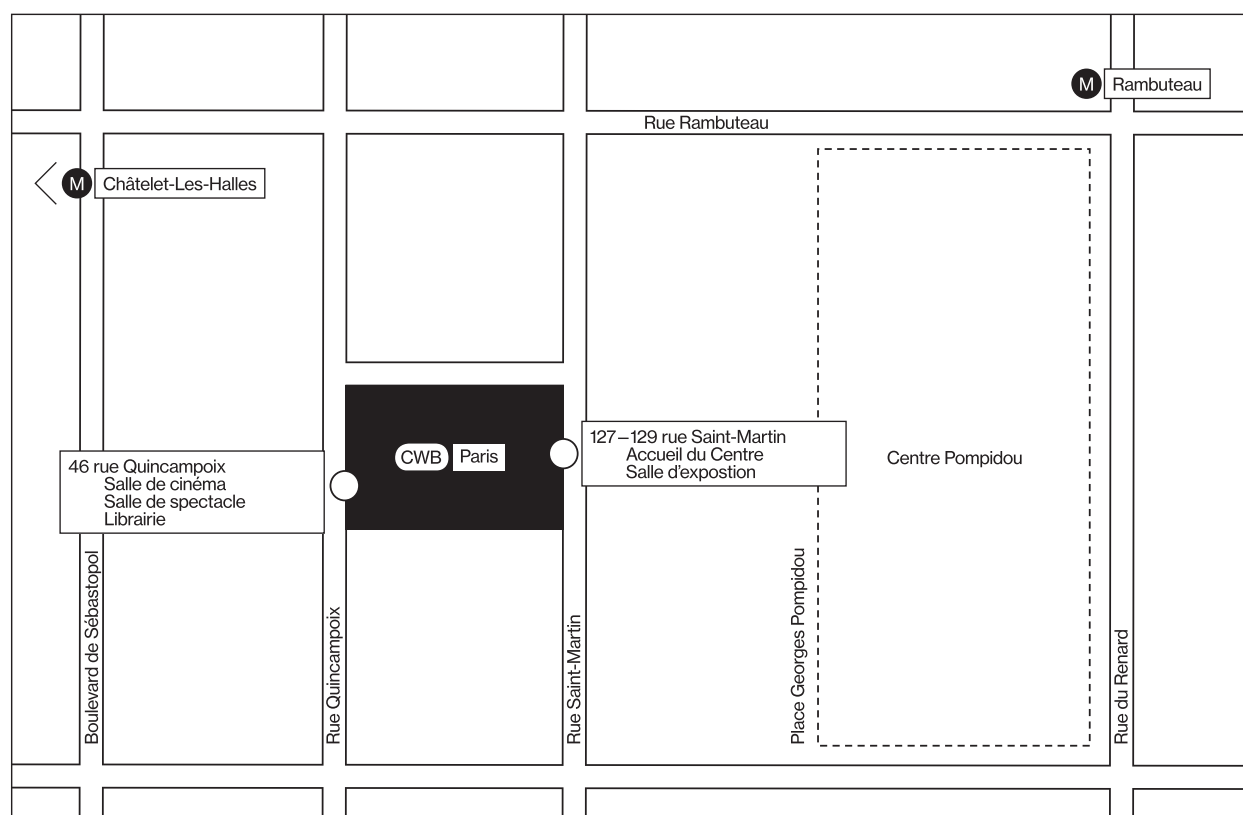 M Rambuteau
Rue Rambuteau
M Châtelet-Les-Halles
127–129 rue Saint-Martin
Accueil du Centre
Salle d'expostion
CWB Paris
Centre Pompidou
46 rue Quincampoix
Salle de cinéma
Salle de spectacle
Librairie
Boulevard de Sébastopol
Rue Quincampoix
Rue Saint-Martin
Place Georges Pompidou
Rue du Renard